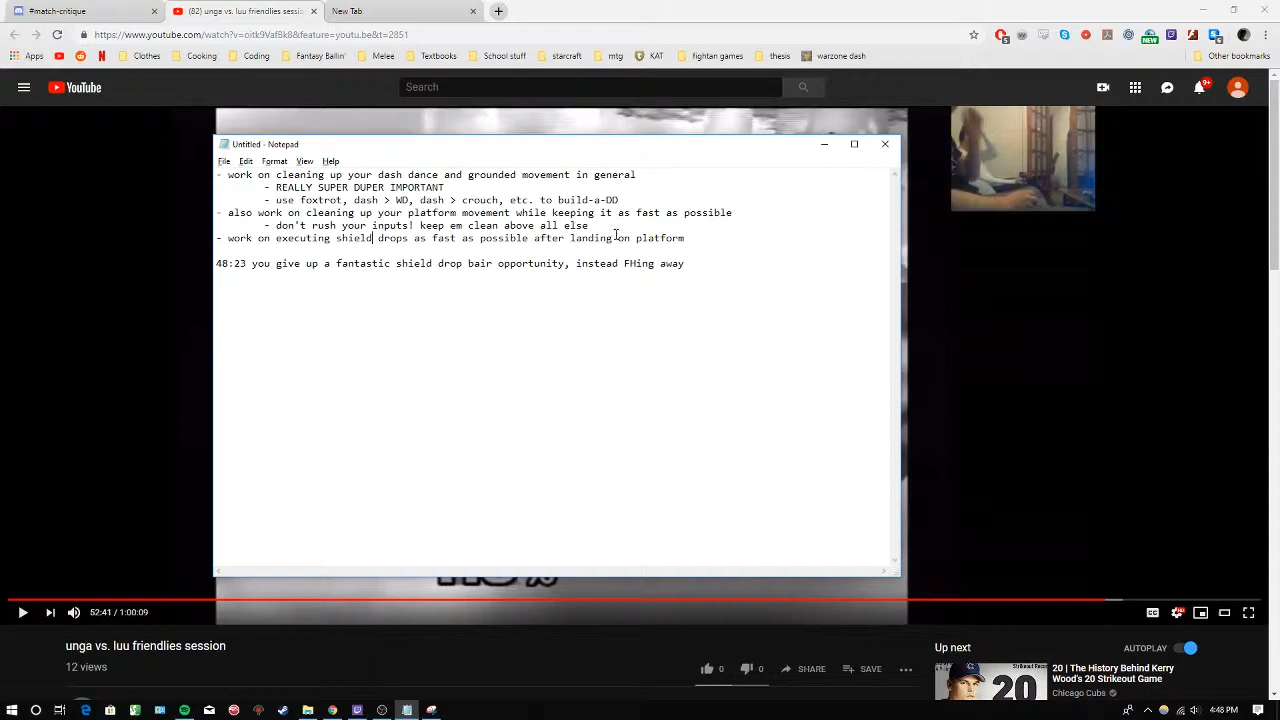 #match-critique
(82) unga vs. luu friendlies sessi
New Tab
https://www.youtube.com/watch?v=oitk9Vaf8k8&feature=youtu.be&t=2851
Apps
Clothes
Cooking
Coding
Fantasy Ballin'
Melee
Textbooks
School stuff
starcraft
mtg
KAT
fightan games
thesis
warzone dash
Other bookmarks
YouTube
Search
9+
Untitled - Notepad
File Edit Format View Help
- work on cleaning up your dash dance and grounded movement in general
- REALLY SUPER DUPER IMPORTANT
- use foxtrot, dash > WD, dash > crouch, etc. to build-a-DD
- also work on cleaning up your platform movement while keeping it as fast as possible
- don't rush your inputs! keep em clean above all else
- work on executing shield drops as fast as possible after landing on platform
48:23 you give up a fantastic shield drop bair opportunity, instead FHing away
52:41 / 1:00:09
unga vs. luu friendlies session
12 views
0
0
SHARE
SAVE
Up next
AUTOPLAY
20
20 | The History Behind Kerry
Wood's 20 Strikeout Game
Chicago Cubs
4:48 PM